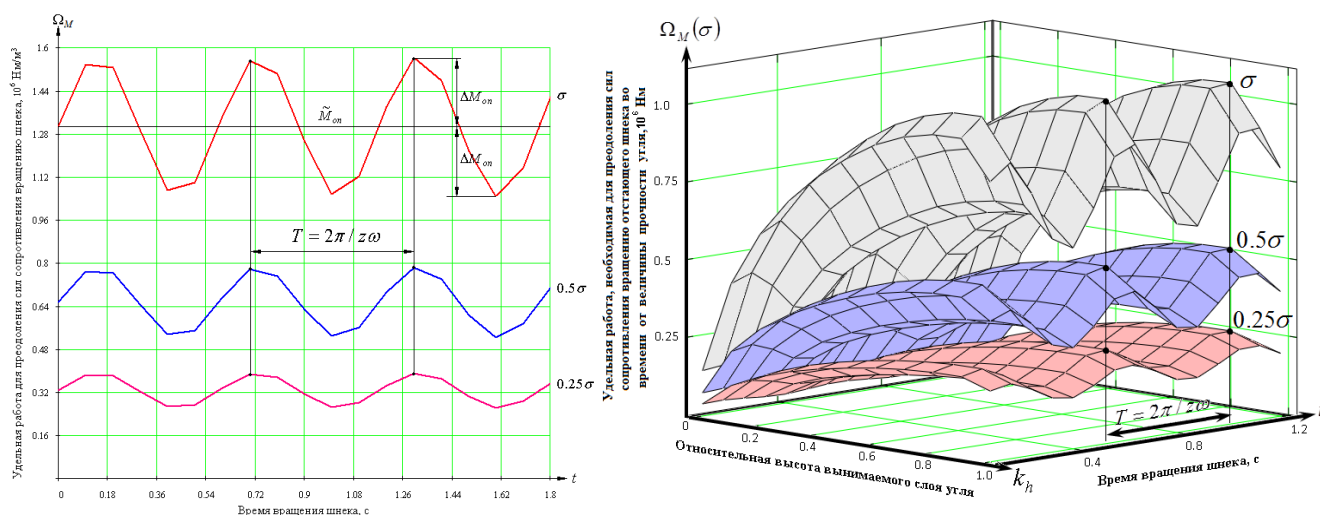 Ω_M
Удельная работа для преодоления сил сопротивления вращению шнека, 10⁶ Нм/м³
1.6
1.44
1.28
1.12
0.96
0.8
0.64
0.48
0.32
0.16
ΔM_on
M̃_on
ΔM_on
σ
T = 2π / zω
0.5σ
0.25σ
t
0 0.18 0.36 0.54 0.72 0.9 1.08 1.26 1.44 1.62 1.8
Время вращения шнека, с
Удельная работа, необходимая для преодоления сил
сопротивления вращению отстающего шнека во
времени от величины прочности угля,10⁶ Нм
Ω_M(σ)
1.0
0.75
0.5
0.25
σ
0.5σ
0.25σ
T = 2π / zω
0
0.2
0.4
0.6
0.8
1.0
k_h
Относительная высота вынимаемого слоя угля
0.4
0.8
1.2
t
Время вращения шнека, с